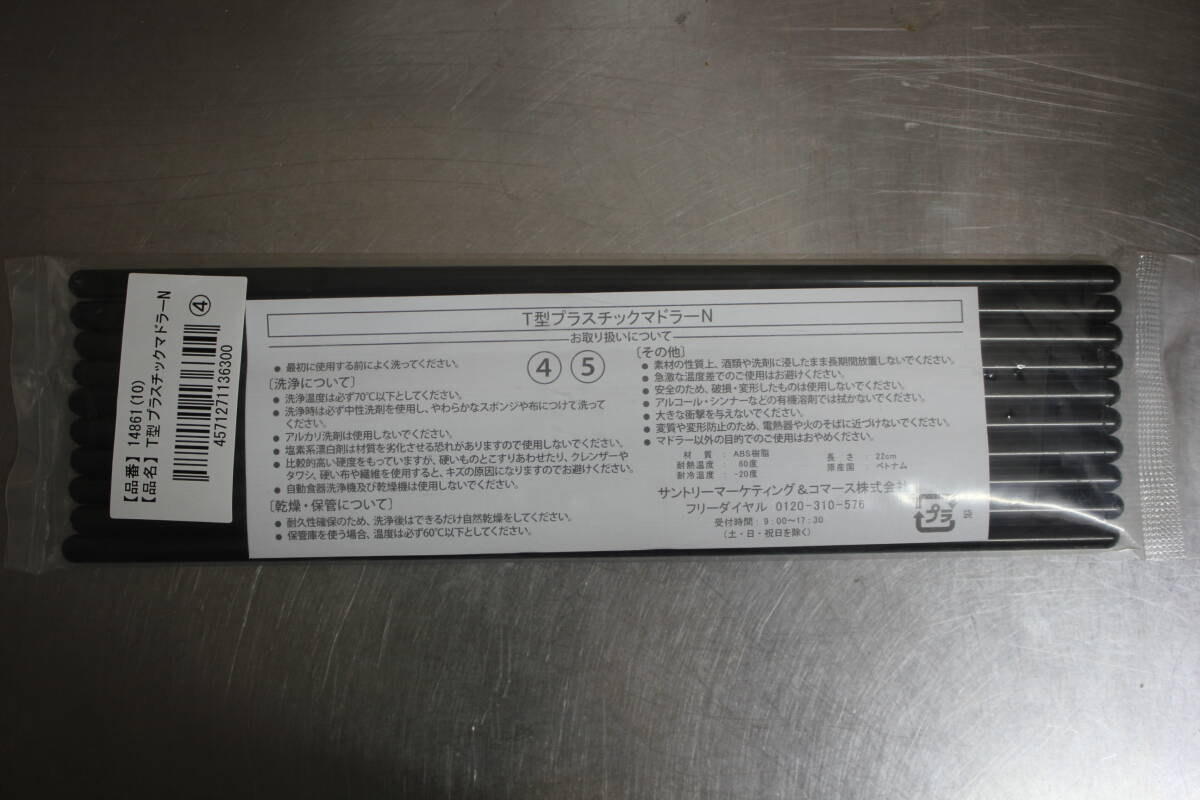 【品番】14861 (10)
【品名】T型プラスチックマドラーN
④
4571271136300
T型プラスチックマドラーN
お取り扱いについて
④ ⑤
● 最初に使用する前によく洗ってください。
［洗浄について］
● 洗浄温度は必ず70℃以下としてください。
● 洗浄時は必ず中性洗剤を使用し、やわらかなスポンジや布につけて洗って
ください。
● アルカリ洗剤は使用しないでください。
● 塩素系漂白剤は材質を劣化させる恐れがありますので使用しないでください。
● 比較的高い硬度をもっていますが、硬いものとこすりあわせたり、クレンザーや
タワシ、硬い布や繊維を使用すると、キズの原因になりますのでお避けください。
● 自動食器洗浄機及び乾燥機は使用しないでください。
［乾燥・保管について］
● 耐久性確保のため、洗浄後はできるだけ自然乾燥をしてください。
● 保管庫を使う場合、温度は必ず60℃以下としてください。
［その他］
● 素材の性質上、酒類や洗剤に浸したまま長期間放置しないでください。
● 急激な温度差でのご使用はお避けください。
● 安全のため、破損・変形したものは使用しないでください。
● アルコール・シンナーなどの有機溶剤では拭かないでください。
● 大きな衝撃を与えないでください。
● 変質や変形防止のため、電熱器や火のそばに近づけないでください。
● マドラー以外の目的でのご使用はおやめください。
材 質 : ABS樹脂 長 さ : 22cm
耐熱温度 : 80度 原産国 : ベトナム
耐冷温度 : -20度
サントリーマーケティング&コマース株式会社
フリーダイヤル 0120-310-576
受付時間 : 9:00〜17:30
（土・日・祝日を除く）
プラ
袋